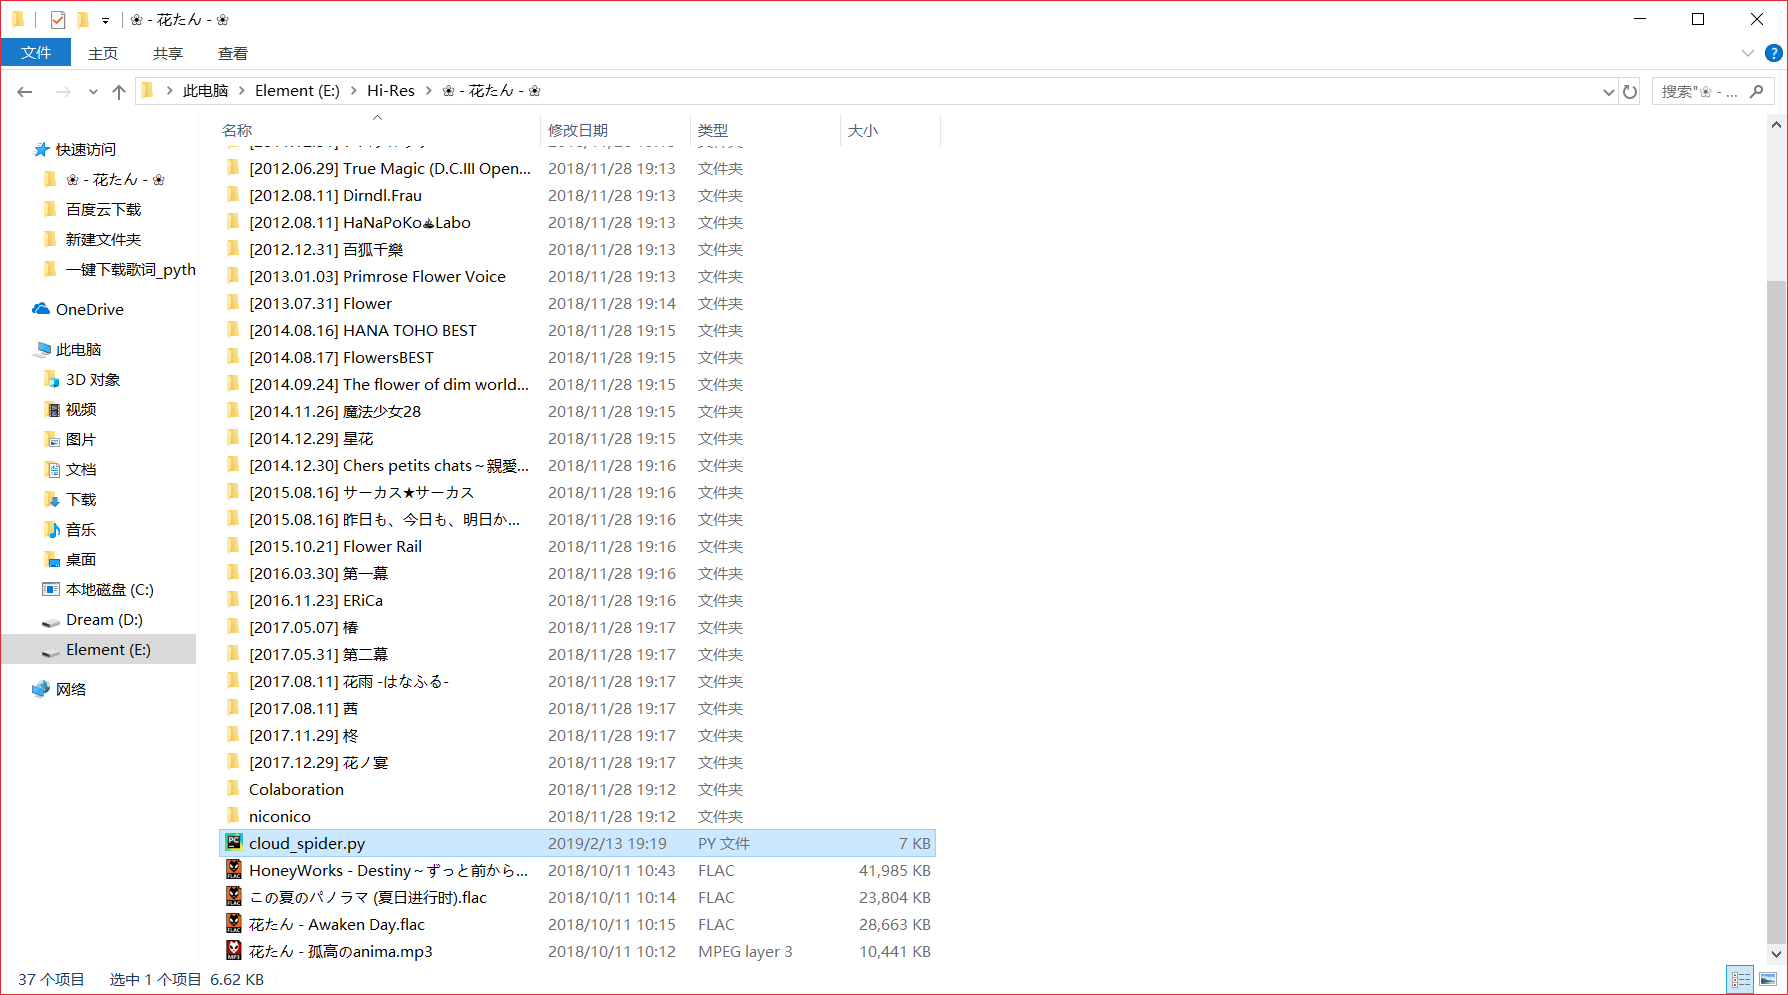 ❀ - 花たん - ❀
文件 主页 共享 查看
此电脑 > Element (E:) > Hi-Res > ❀ - 花たん - ❀
搜索"❀ - ...
名称 修改日期 类型 大小
快速访问
❀ - 花たん - ❀
百度云下载
新建文件夹
一键下载歌词_pyth
OneDrive
此电脑
3D 对象
视频
图片
文档
下载
音乐
桌面
本地磁盘 (C:)
Dream (D:)
Element (E:)
网络
[2012.06.29] True Magic (D.C.lll Open... 2018/11/28 19:13 文件夹
[2012.08.11] Dirndl.Frau 2018/11/28 19:13 文件夹
[2012.08.11] HaNaPoKo♨Labo 2018/11/28 19:13 文件夹
[2012.12.31] 百狐千樂 2018/11/28 19:13 文件夹
[2013.01.03] Primrose Flower Voice 2018/11/28 19:13 文件夹
[2013.07.31] Flower 2018/11/28 19:14 文件夹
[2014.08.16] HANA TOHO BEST 2018/11/28 19:15 文件夹
[2014.08.17] FlowersBEST 2018/11/28 19:15 文件夹
[2014.09.24] The flower of dim world... 2018/11/28 19:15 文件夹
[2014.11.26] 魔法少女28 2018/11/28 19:15 文件夹
[2014.12.29] 星花 2018/11/28 19:15 文件夹
[2014.12.30] Chers petits chats～親愛... 2018/11/28 19:16 文件夹
[2015.08.16] サーカス★サーカス 2018/11/28 19:16 文件夹
[2015.08.16] 昨日も、今日も、明日か... 2018/11/28 19:16 文件夹
[2015.10.21] Flower Rail 2018/11/28 19:16 文件夹
[2016.03.30] 第一幕 2018/11/28 19:16 文件夹
[2016.11.23] ERiCa 2018/11/28 19:16 文件夹
[2017.05.07] 椿 2018/11/28 19:17 文件夹
[2017.05.31] 第二幕 2018/11/28 19:17 文件夹
[2017.08.11] 花雨 -はなふる- 2018/11/28 19:17 文件夹
[2017.08.11] 茜 2018/11/28 19:17 文件夹
[2017.11.29] 柊 2018/11/28 19:17 文件夹
[2017.12.29] 花ノ宴 2018/11/28 19:17 文件夹
Colaboration 2018/11/28 19:12 文件夹
niconico 2018/11/28 19:12 文件夹
cloud_spider.py 2019/2/13 19:19 PY 文件 7 KB
HoneyWorks - Destiny～ずっと前から... 2018/10/11 10:43 FLAC 41,985 KB
この夏のパノラマ (夏日进行时).flac 2018/10/11 10:14 FLAC 23,804 KB
花たん - Awaken Day.flac 2018/10/11 10:15 FLAC 28,663 KB
花たん - 孤高のanima.mp3 2018/10/11 10:12 MPEG layer 3 10,441 KB
37 个项目 选中 1 个项目 6.62 KB